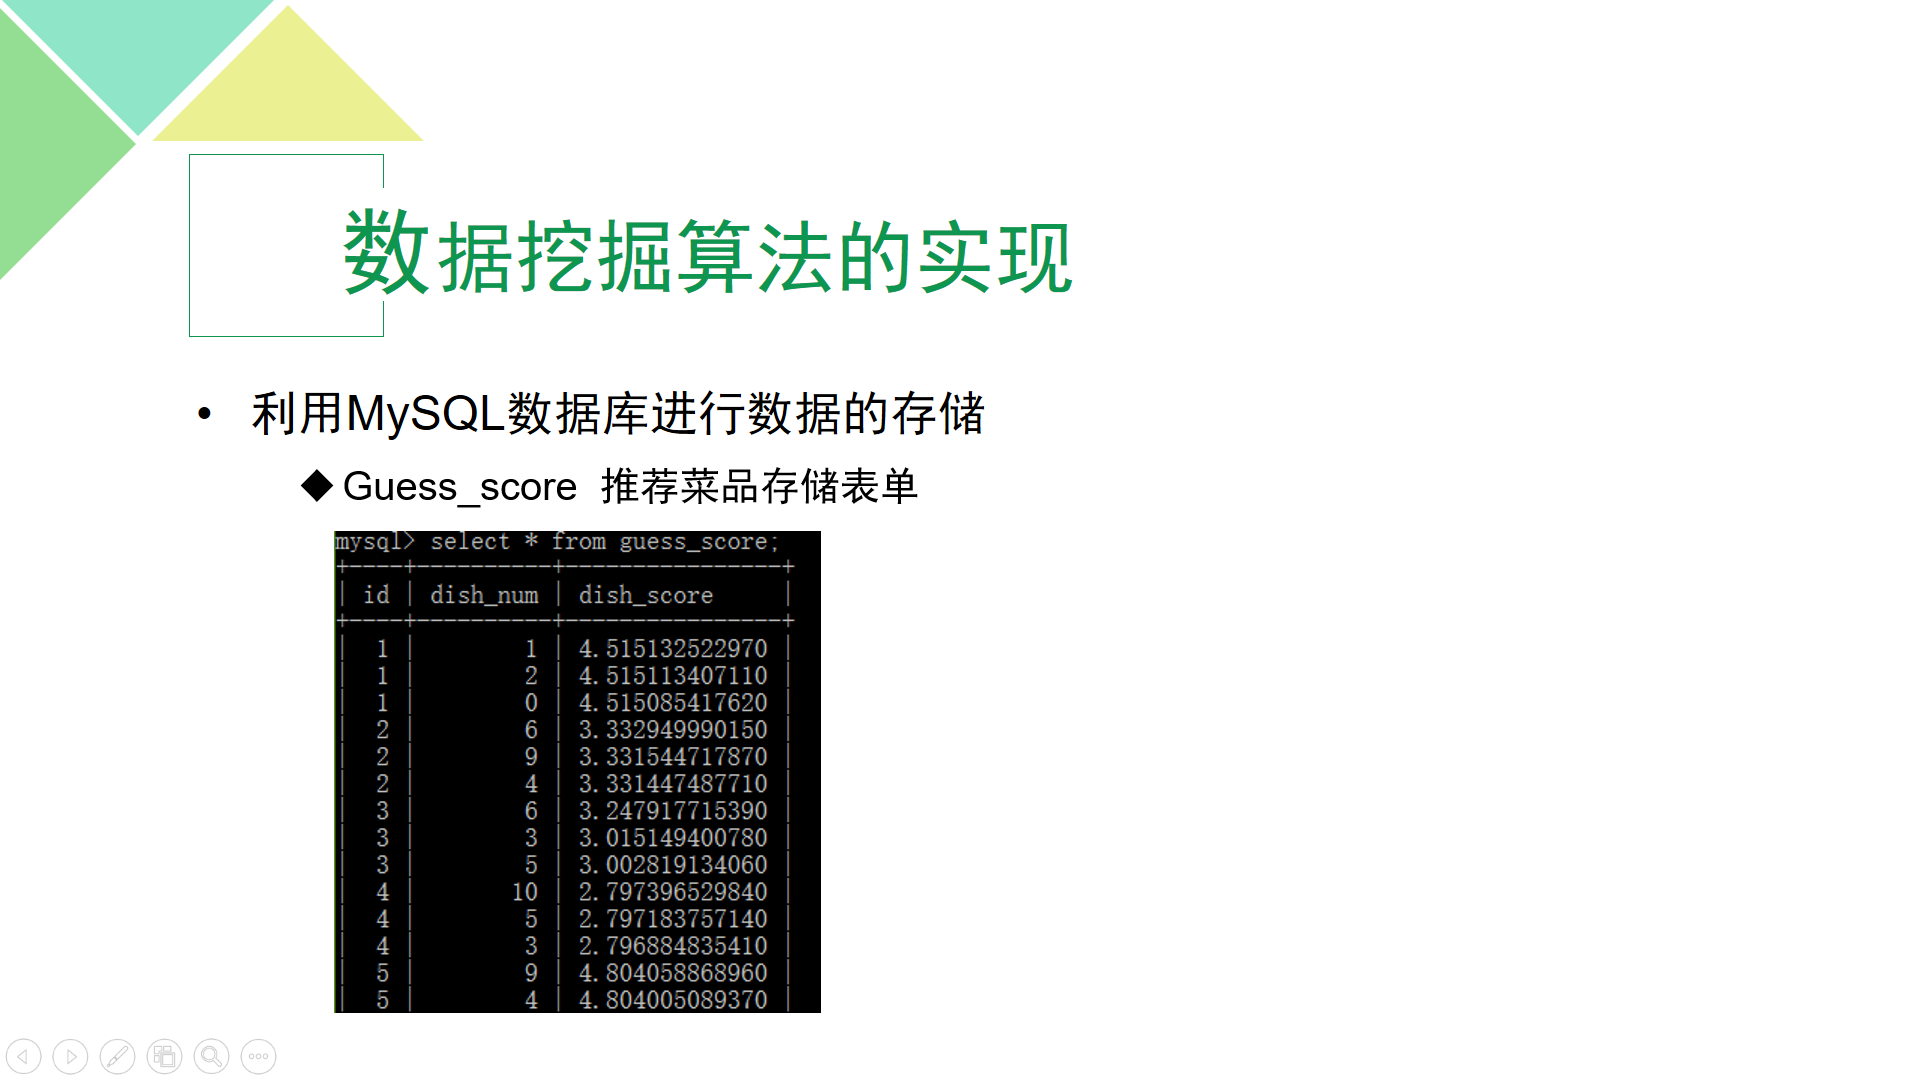 数据挖掘算法的实现
• 利用MySQL数据库进行数据的存储
◆ Guess_score 推荐菜品存储表单
mysql> select * from guess_score;
+----+----------+----------------+
| id | dish_num | dish_score     |
+----+----------+----------------+
|  1 |        1 | 4.515132522970 |
|  1 |        2 | 4.515113407110 |
|  1 |        0 | 4.515085417620 |
|  2 |        6 | 3.332949990150 |
|  2 |        9 | 3.331544717870 |
|  2 |        4 | 3.331447487710 |
|  3 |        6 | 3.247917715390 |
|  3 |        3 | 3.015149400780 |
|  3 |        5 | 3.002819134060 |
|  4 |       10 | 2.797396529840 |
|  4 |        5 | 2.797183757140 |
|  4 |        3 | 2.796884835410 |
|  5 |        9 | 4.804058868960 |
|  5 |        4 | 4.804005089370 |